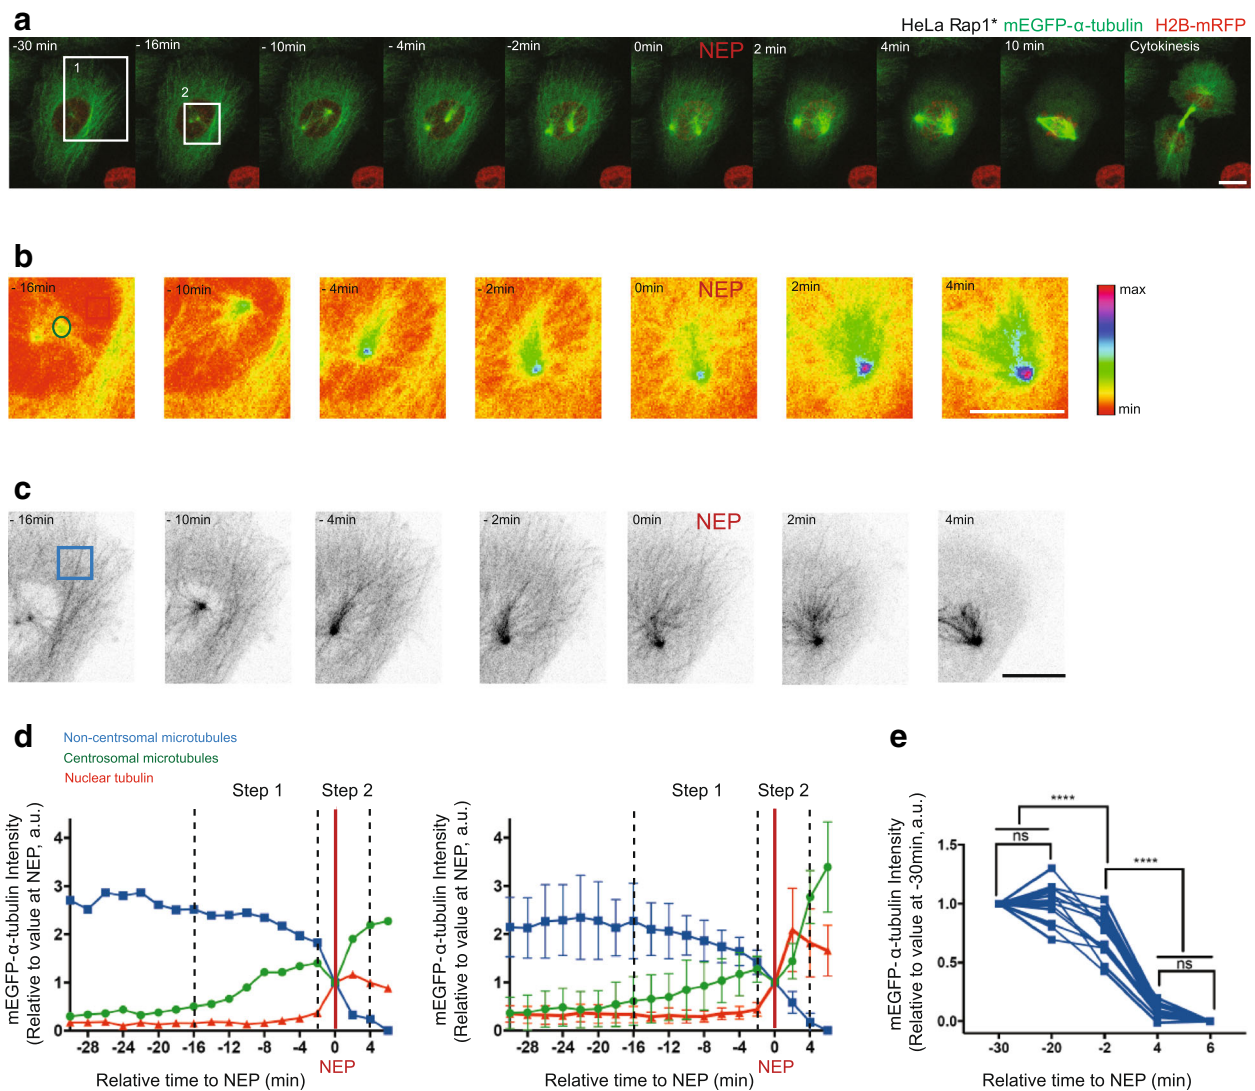 a
HeLa Rap1* mEGFP-α-tubulin H2B-mRFP
-30 min
- 16min
- 10min
- 4min
-2min
0min
NEP
2 min
4min
10 min
Cytokinesis
1
2
b
- 16min
- 10min
- 4min
- 2min
0min
NEP
2min
4min
max
min
c
- 16min
- 10min
- 4min
- 2min
0min
NEP
2min
4min
d
Non-centrsomal microtubules
Centrosomal microtubules
Nuclear tubulin
Step 1
Step 2
mEGFP-α-tubulin Intensity
(Relative to value at NEP, a.u.)
4
3
2
1
0
-28 -24 -20 -16 -12 -8 -4 0 4
NEP
Relative time to NEP (min)
Step 1
Step 2
mEGFP-α-tubulin Intensity
(Relative to value at NEP, a.u.)
4
3
2
1
0
-28 -24 -20 -16 -12 -8 -4 0 4
NEP
Relative time to NEP (min)
e
mEGFP-α-tubulin Intensity
(Relative to value at -30min, a.u.)
****
ns
****
ns
1.5
1.0
0.5
0.0
-30 -20 -2 4 6
Relative time to NEP (min)